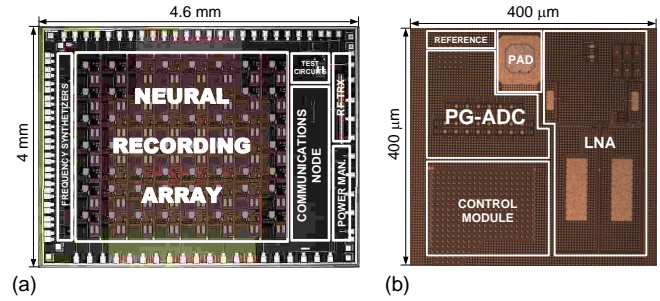 4.6 mm
4 mm
FREQUENCY SYNTHETIZERS
NEURAL
RECORDING
ARRAY
TEST
CIRCUITS
COMMUNICATIONS
NODE
RF TRX
POWER MAN.
(a)
400 µm
400 µm
REFERENCE
PAD
PG-ADC
LNA
CONTROL
MODULE
(b)